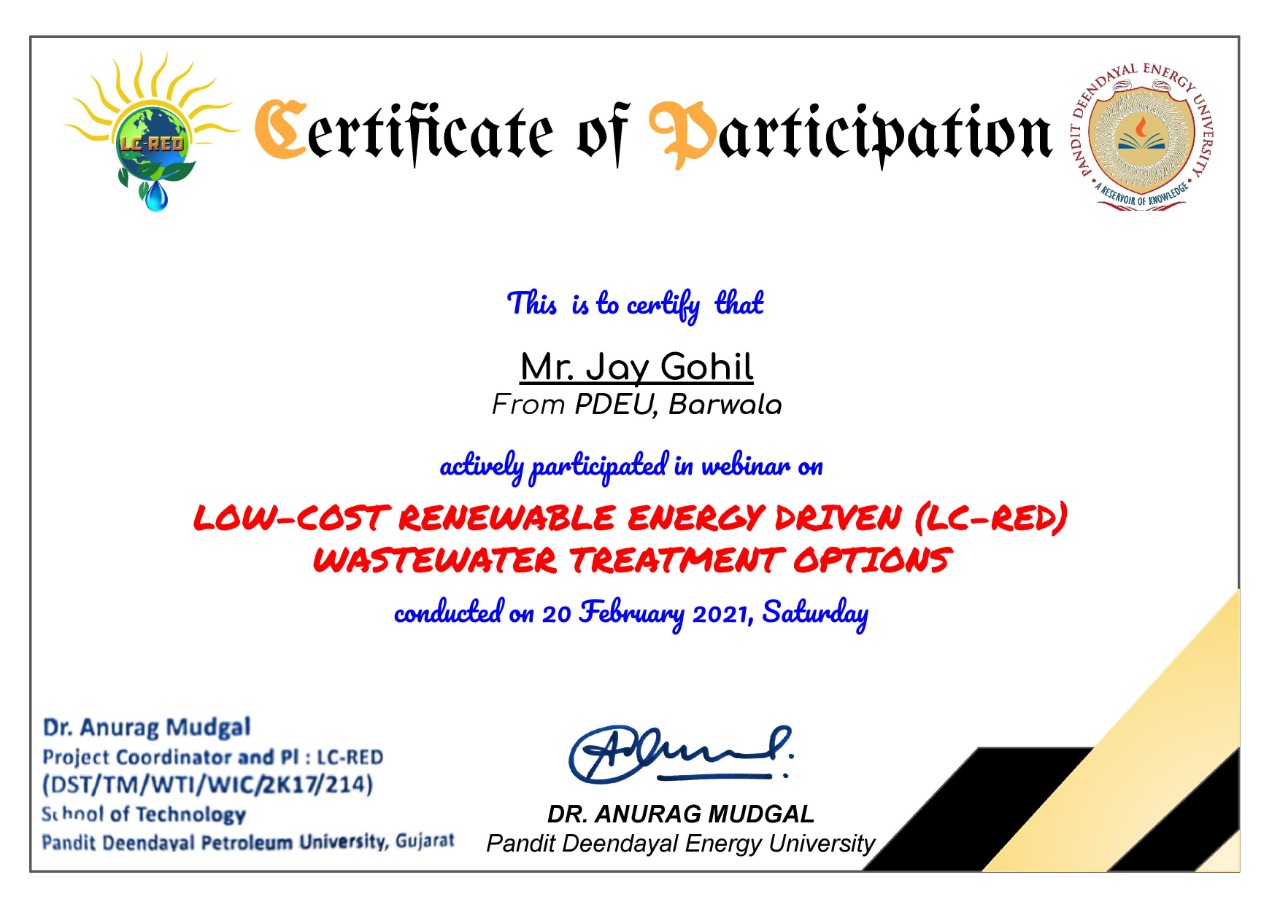 LC-RED
Certificate of Participation
PANDIT DEENDAYAL ENERGY UNIVERSITY
• A RESERVOIR OF KNOWLEDGE •
This is to certify that
Mr. Jay Gohil
From PDEU, Barwala
actively participated in webinar on
LOW-COST RENEWABLE ENERGY DRIVEN (LC-RED)
WASTEWATER TREATMENT OPTIONS
conducted on 20 February 2021, Saturday
Dr. Anurag Mudgal
Project Coordinator and PI : LC-RED
(DST/TM/WTI/WIC/2K17/214)
School of Technology
Pandit Deendayal Petroleum University, Gujarat
DR. ANURAG MUDGAL
Pandit Deendayal Energy University